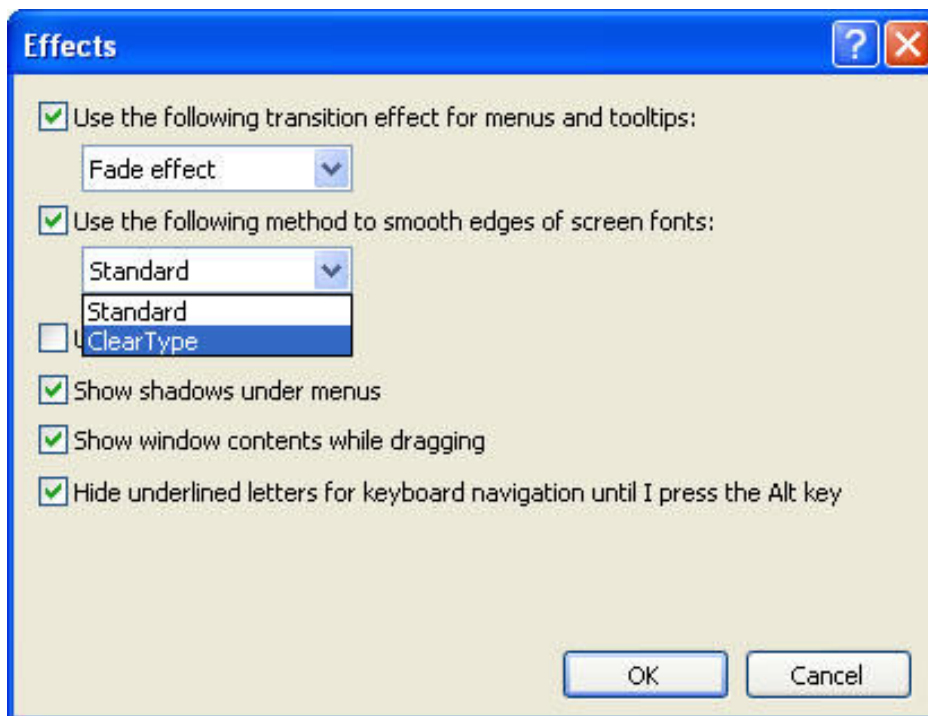 Effects
Use the following transition effect for menus and tooltips:
Fade effect
Use the following method to smooth edges of screen fonts:
Standard
Standard
ClearType
Show shadows under menus
Show window contents while dragging
Hide underlined letters for keyboard navigation until I press the Alt key
OK
Cancel